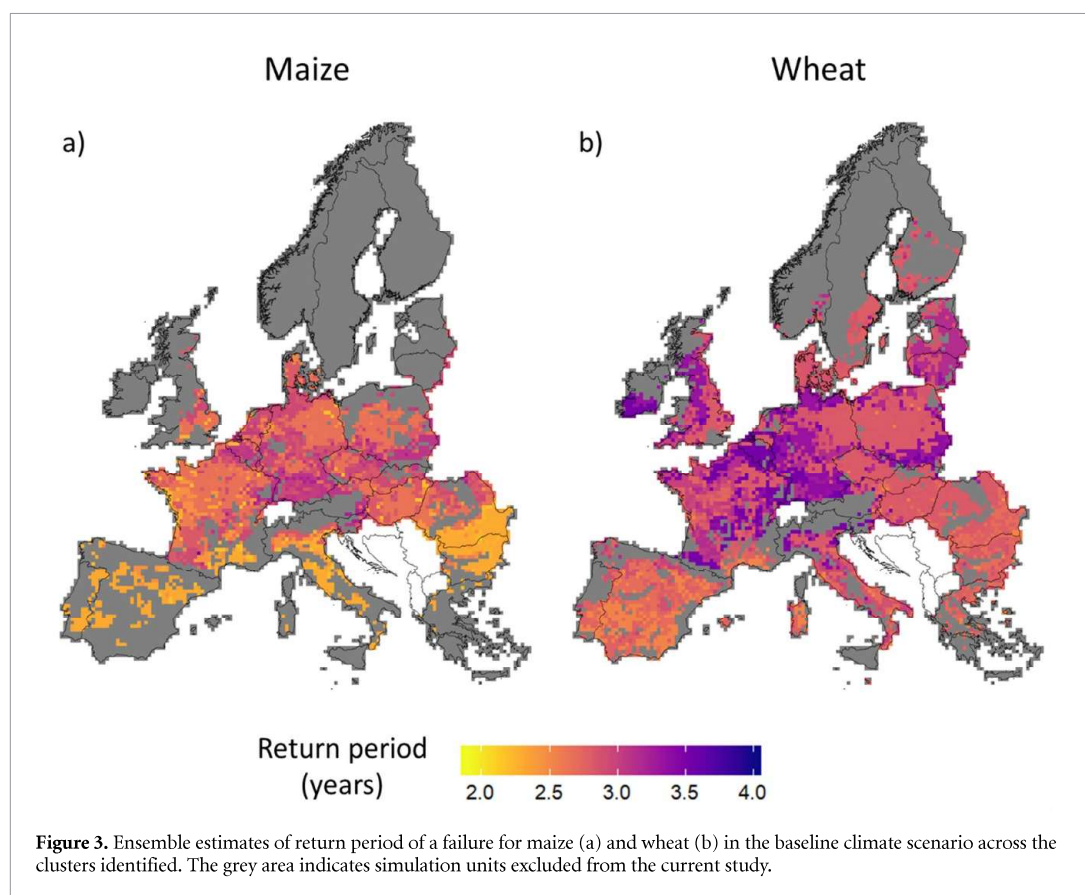 Maize
Wheat
a)
b)
Return period
(years)
2.0 2.5 3.0 3.5 4.0
Figure 3. Ensemble estimates of return period of a failure for maize (a) and wheat (b) in the baseline climate scenario across the
clusters identified. The grey area indicates simulation units excluded from the current study.